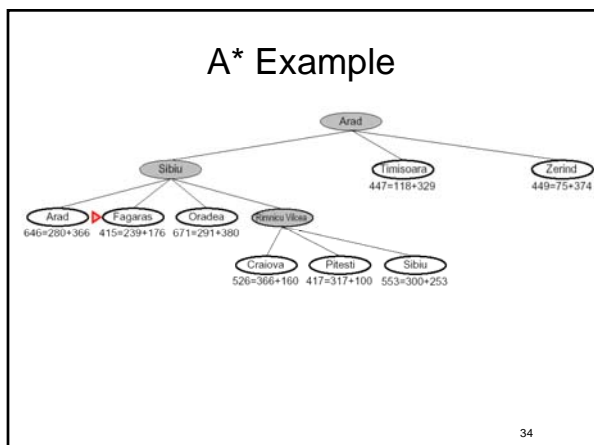 A* Example
Arad
Sibiu
Timisoara
447=118+329
Zerind
449=75+374
Arad
646=280+366
Fagaras
415=239+176
Oradea
671=291+380
Rimnicu Vilcea
Craiova
526=366+160
Pitesti
417=317+100
Sibiu
553=300+253
34